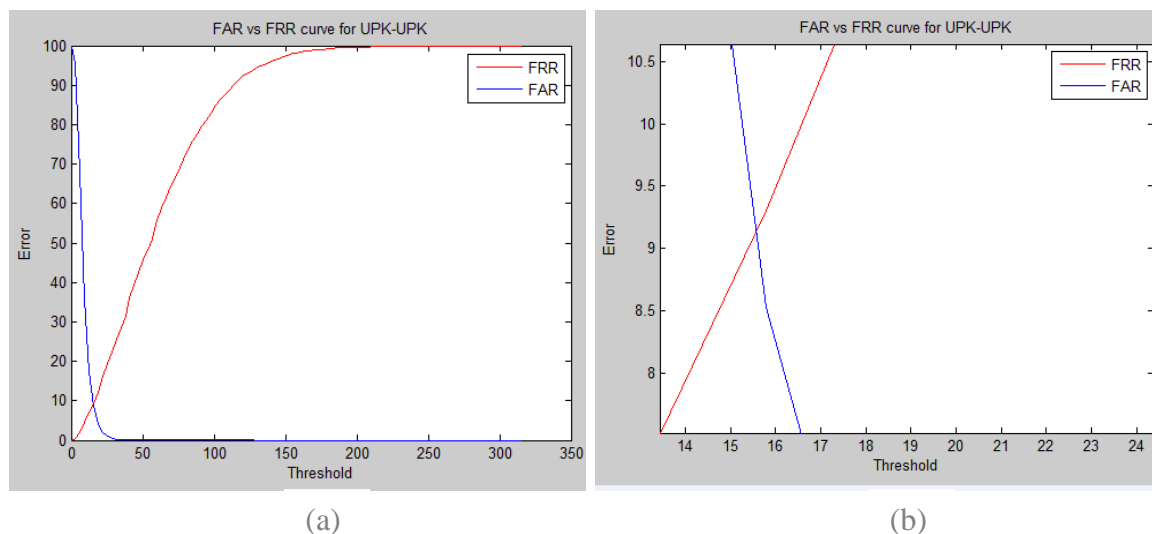 FAR vs FRR curve for UPK-UPK
100
90
80
70
60
50
40
30
20
10
0
Error
FRR
FAR
0 50 100 150 200 250 300 350
Threshold
(a)
FAR vs FRR curve for UPK-UPK
10.5
10
9.5
9
8.5
8
Error
FRR
FAR
14 15 16 17 18 19 20 21 22 23 24
Threshold
(b)